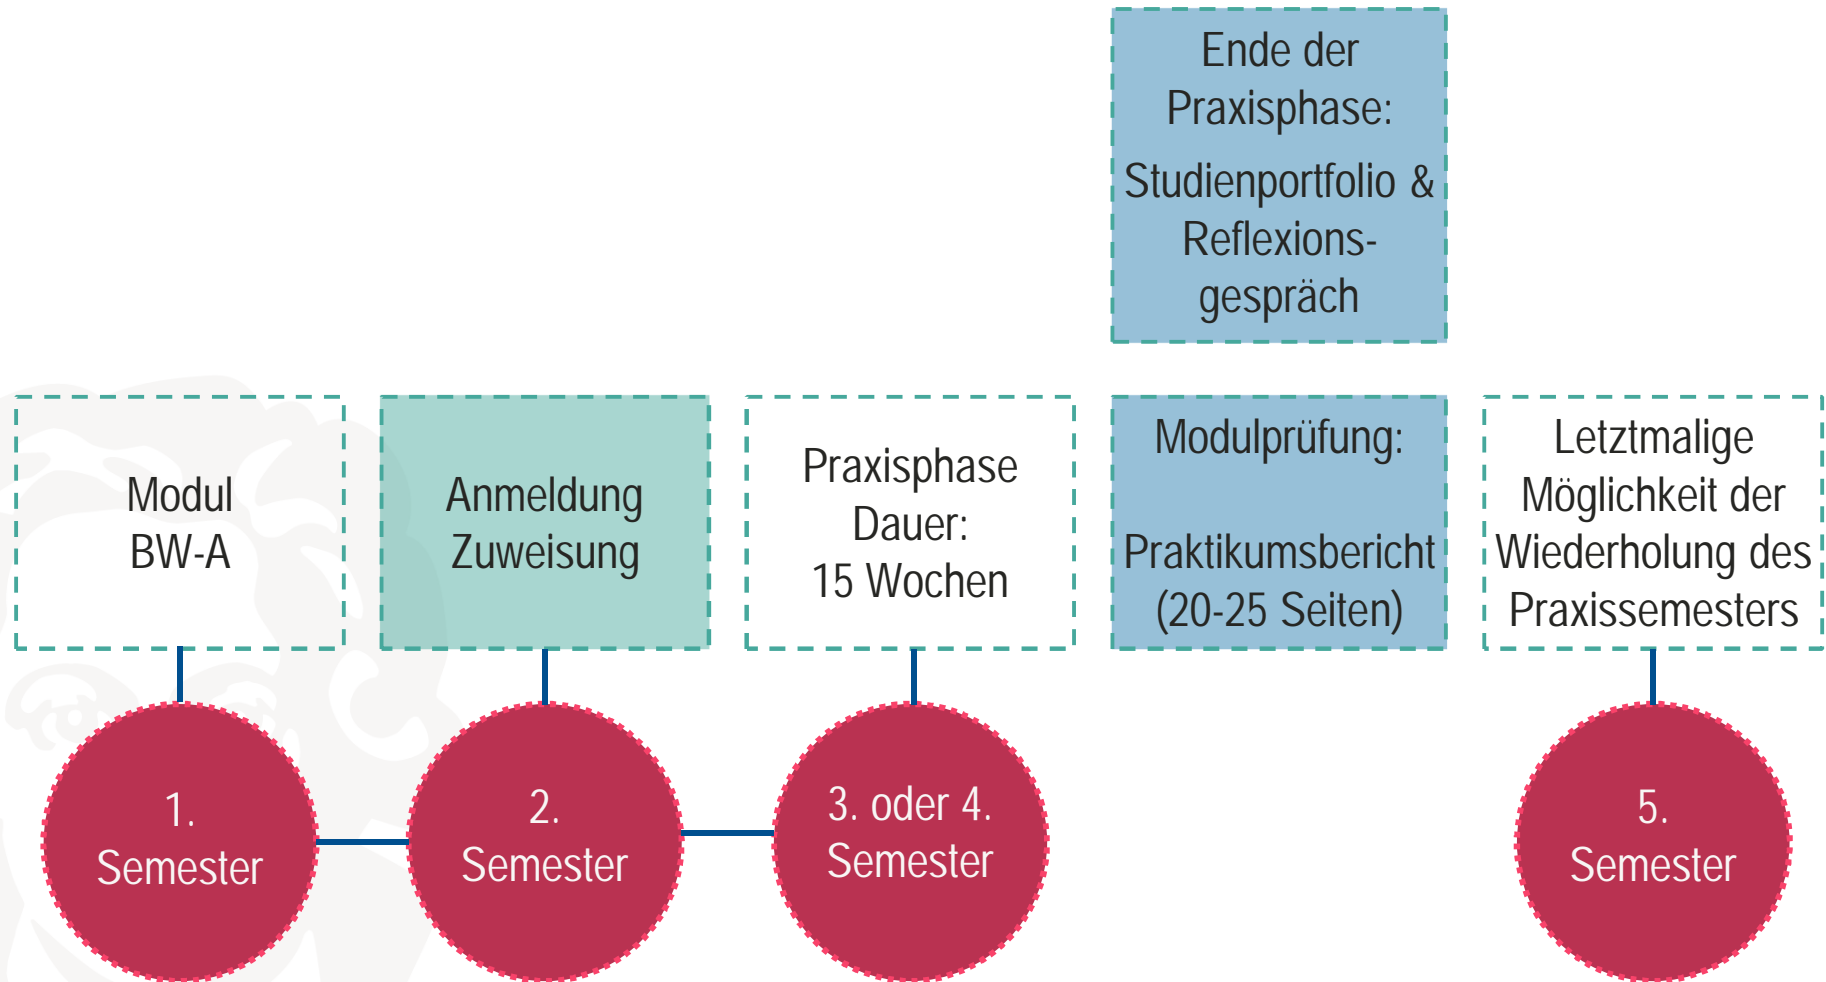 Ende der
Praxisphase:
Studienportfolio &
Reflexions-
gespräch
Modul
BW-A
Anmeldung
Zuweisung
Praxisphase
Dauer:
15 Wochen
Modulprüfung:
Praktikumsbericht
(20-25 Seiten)
Letztmalige
Möglichkeit der
Wiederholung des
Praxissemesters
1.
Semester
2.
Semester
3. oder 4.
Semester
5.
Semester